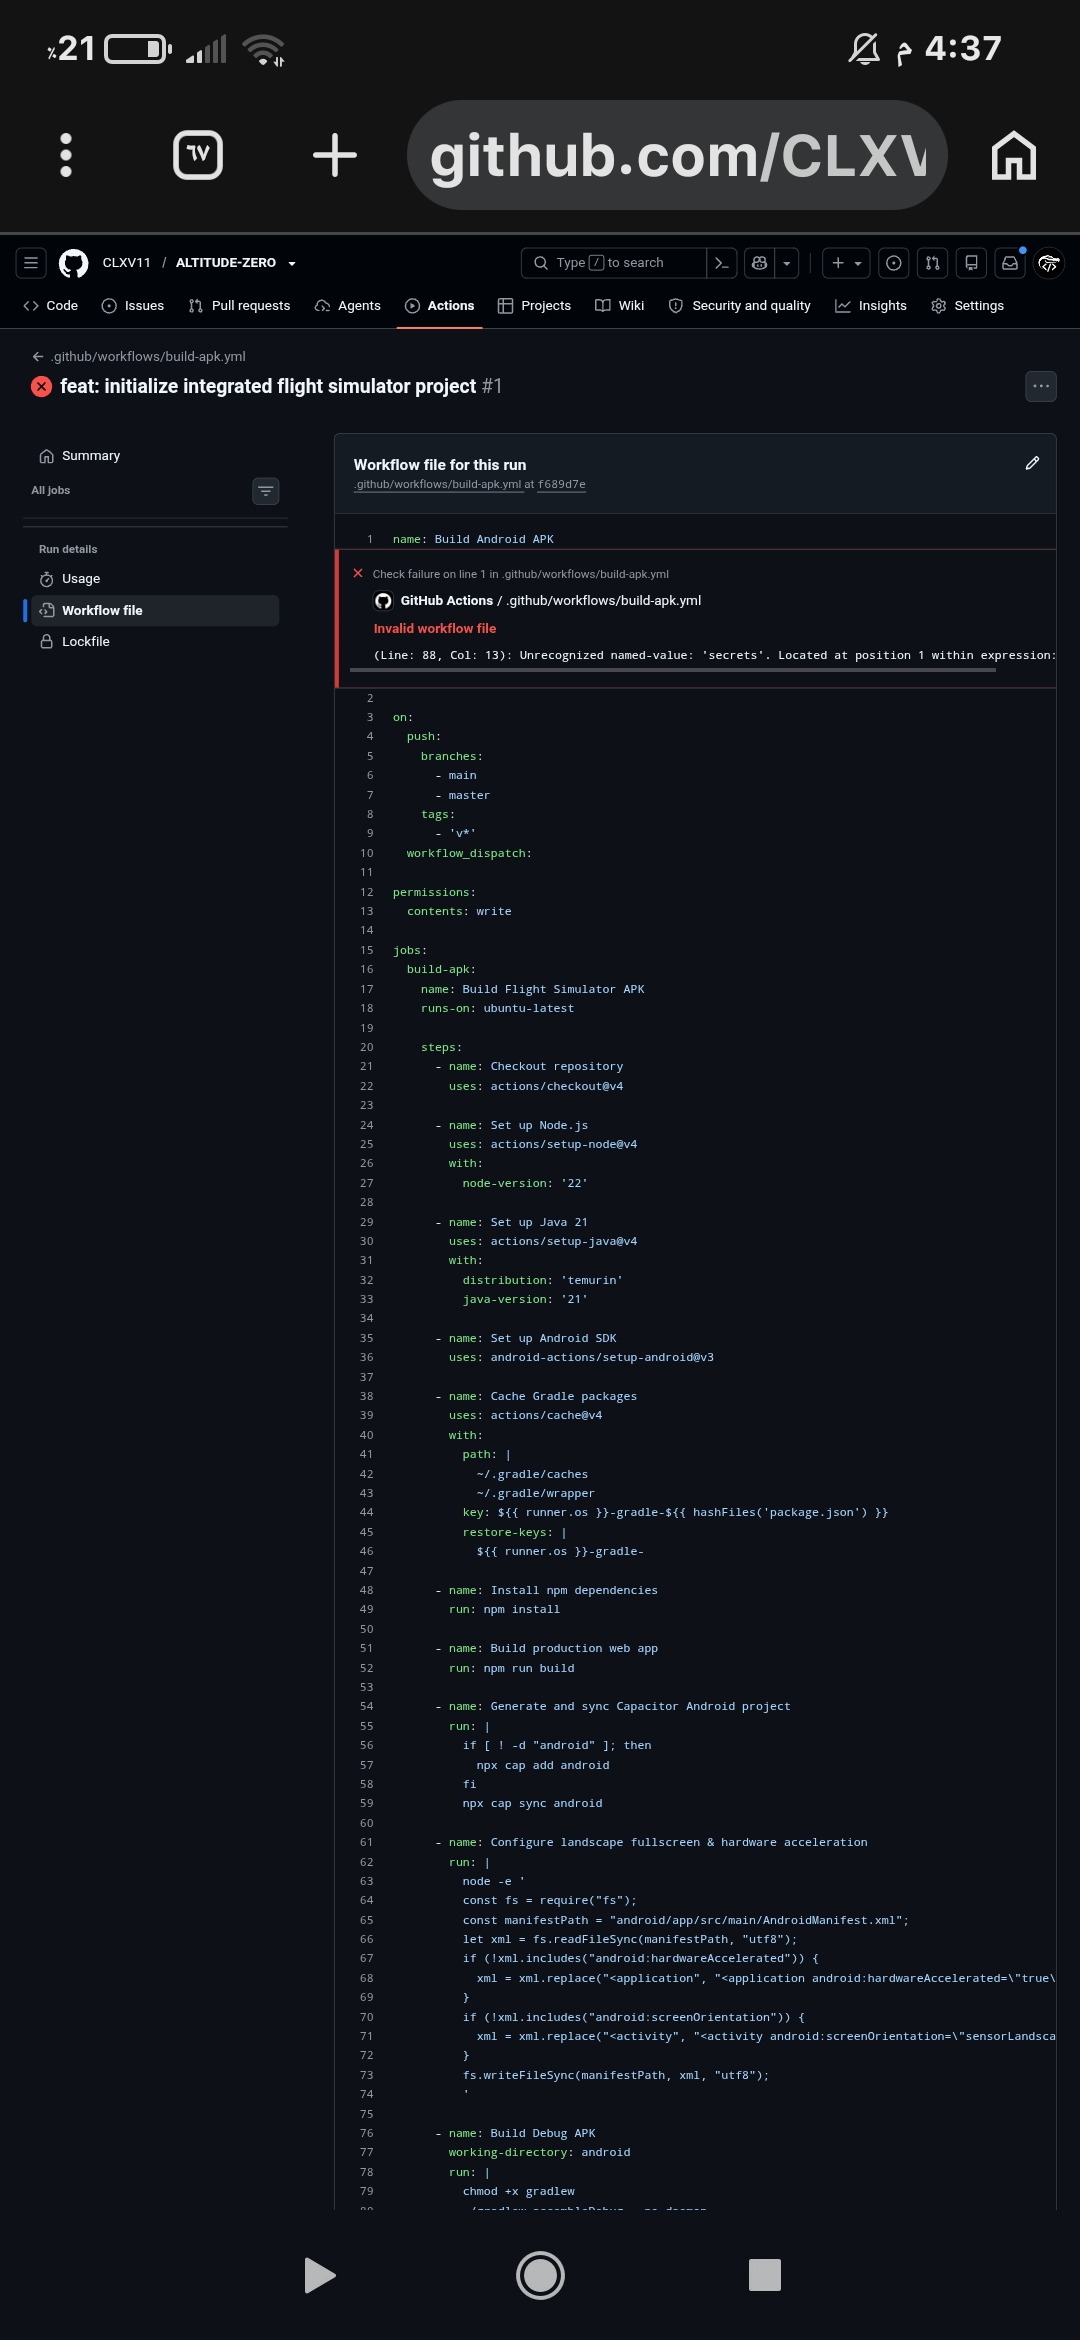 ٪21
4:37 م
github.com/CLXV
CLXV11 / ALTITUDE-ZERO
Type / to search
Code Issues Pull requests Agents Actions Projects Wiki Security and quality Insights Settings
.github/workflows/build-apk.yml
feat: initialize integrated flight simulator project #1
Summary
All jobs
Run details
Usage
Workflow file
Lockfile
Workflow file for this run
.github/workflows/build-apk.yml at f689d7e
1 name: Build Android APK
Check failure on line 1 in .github/workflows/build-apk.yml
GitHub Actions / .github/workflows/build-apk.yml
Invalid workflow file
(Line: 88, Col: 13): Unrecognized named-value: 'secrets'. Located at position 1 within expression:
2
3 on:
4   push:
5     branches:
6       - main
7       - master
8     tags:
9       - 'v*'
10   workflow_dispatch:
11
12 permissions:
13   contents: write
14
15 jobs:
16   build-apk:
17     name: Build Flight Simulator APK
18     runs-on: ubuntu-latest
19
20     steps:
21       - name: Checkout repository
22         uses: actions/checkout@v4
23
24       - name: Set up Node.js
25         uses: actions/setup-node@v4
26         with:
27           node-version: '22'
28
29       - name: Set up Java 21
30         uses: actions/setup-java@v4
31         with:
32           distribution: 'temurin'
33           java-version: '21'
34
35       - name: Set up Android SDK
36         uses: android-actions/setup-android@v3
37
38       - name: Cache Gradle packages
39         uses: actions/cache@v4
40         with:
41           path: |
42             ~/.gradle/caches
43             ~/.gradle/wrapper
44           key: ${{ runner.os }}-gradle-${{ hashFiles('package.json') }}
45           restore-keys: |
46             ${{ runner.os }}-gradle-
47
48       - name: Install npm dependencies
49         run: npm install
50
51       - name: Build production web app
52         run: npm run build
53
54       - name: Generate and sync Capacitor Android project
55         run: |
56           if [ ! -d "android" ]; then
57             npx cap add android
58           fi
59           npx cap sync android
60
61       - name: Configure landscape fullscreen & hardware acceleration
62         run: |
63           node -e '
64           const fs = require("fs");
65           const manifestPath = "android/app/src/main/AndroidManifest.xml";
66           let xml = fs.readFileSync(manifestPath, "utf8");
67           if (!xml.includes("android:hardwareAccelerated")) {
68             xml = xml.replace("<application", "<application android:hardwareAccelerated=\"true\
69           }
70           if (!xml.includes("android:screenOrientation")) {
71             xml = xml.replace("<activity", "<activity android:screenOrientation=\"sensorLandsca
72           }
73           fs.writeFileSync(manifestPath, xml, "utf8");
74           '
75
76       - name: Build Debug APK
77         working-directory: android
78         run: |
79           chmod +x gradlew